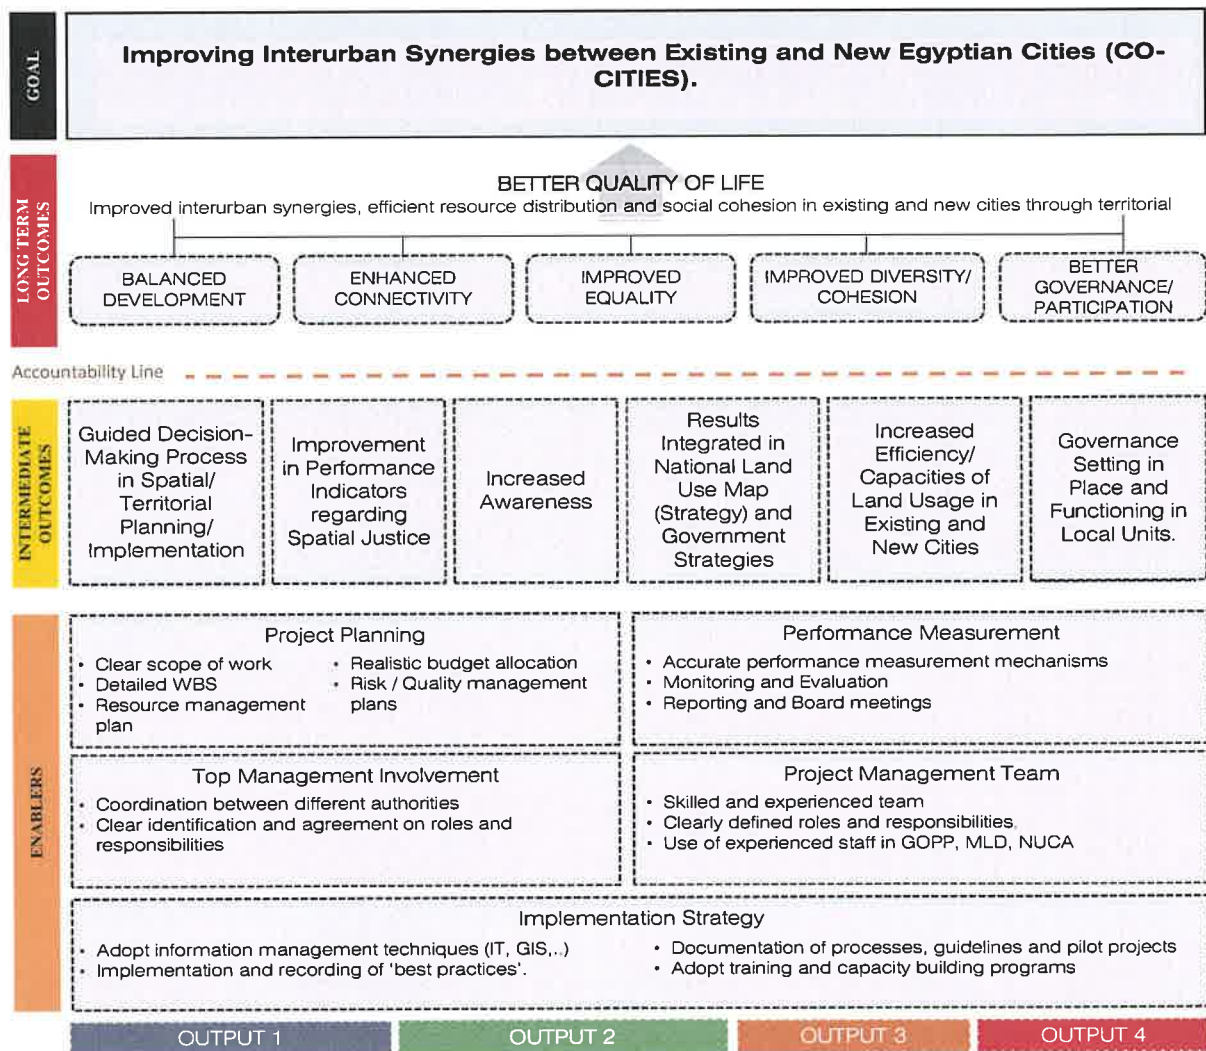 GOAL
Improving Interurban Synergies between Existing and New Egyptian Cities (CO-
CITIES).
LONG TERM
OUTCOMES
BETTER QUALITY OF LIFE
Improved interurban synergies, efficient resource distribution and social cohesion in existing and new cities through territorial
BALANCED
DEVELOPMENT
ENHANCED
CONNECTIVITY
IMPROVED
EQUALITY
IMPROVED DIVERSITY/
COHESION
BETTER
GOVERNANCE/
PARTICIPATION
Accountability Line
INTERMEDIATE
OUTCOMES
Guided Decision-
Making Process
in Spatial/
Territorial
Planning/
Implementation
Improvement
in Performance
Indicators
regarding
Spatial Justice
Increased
Awareness
Results
Integrated in
National Land
Use Map
(Strategy) and
Government
Strategies
Increased
Efficiency/
Capacities of
Land Usage in
Existing and
New Cities
Governance
Setting in
Place and
Functioning in
Local Units.
ENABLERS
Project Planning
• Clear scope of work
• Detailed WBS
• Resource management
plan
• Realistic budget allocation
• Risk / Quality management
plans
Performance Measurement
• Accurate performance measurement mechanisms
• Monitoring and Evaluation
• Reporting and Board meetings
Top Management Involvement
• Coordination between different authorities
• Clear identification and agreement on roles and
responsibilities
Project Management Team
• Skilled and experienced team
• Clearly defined roles and responsibilities,
• Use of experienced staff in GOPP, MLD, NUCA
Implementation Strategy
• Adopt information management techniques (IT, GIS,..)
• Implementation and recording of ‘best practices’.
• Documentation of processes, guidelines and pilot projects
• Adopt training and capacity building programs
OUTPUT 1
OUTPUT 2
OUTPUT 3
OUTPUT 4